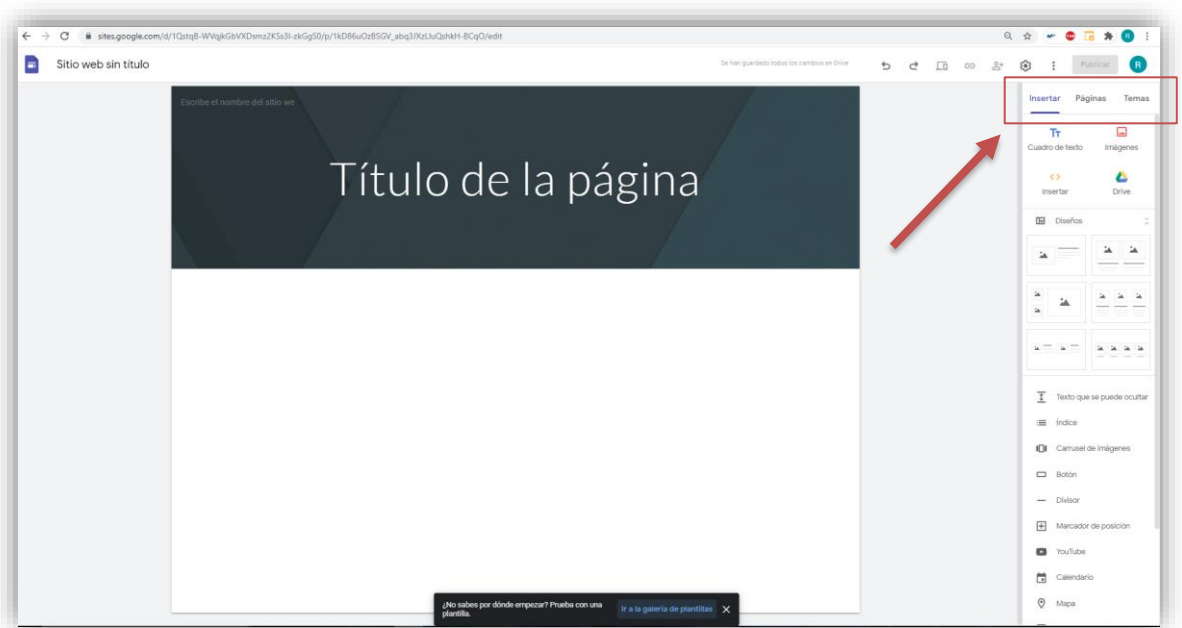 sites.google.com/d/1QstqB-WVqjkGbVXDsmz2KSs3I-zkGgS0/p/1kD86uOzBSGV_abq3JXzLluQshkH-BCqO/edit
Sitio web sin título
Se han guardado todos los cambios en Drive
Publicar
R
Escribe el nombre del sitio we
Título de la página
Insertar Páginas Temas
Cuadro de texto Imágenes
Insertar Drive
Diseños
Texto que se puede ocultar
Índice
Carrusel de imágenes
Botón
Divisor
Marcador de posición
YouTube
Calendario
Mapa
¿No sabes por dónde empezar? Prueba con una
plantilla.
Ir a la galería de plantillas